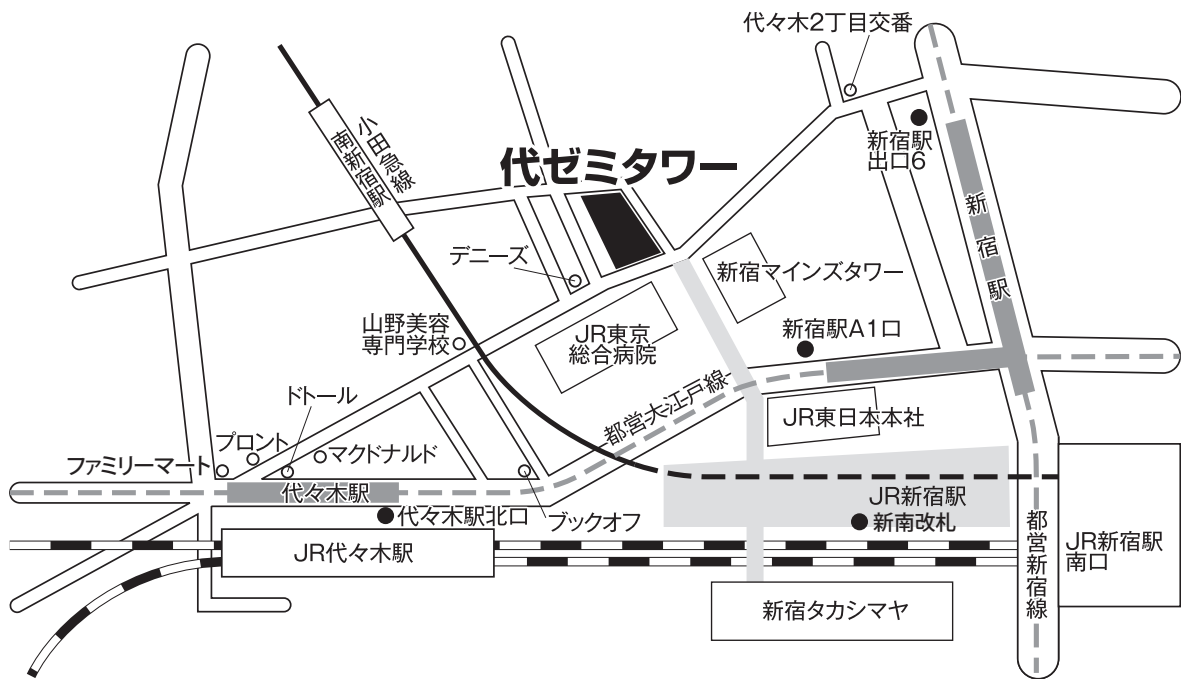 代々木2丁目交番
小田急線
南新宿駅
代ゼミタワー
新宿駅
出口6
新宿駅
デニーズ
新宿マインズタワー
山野美容
専門学校
JR東京
総合病院
新宿駅A1口
ドトール
都営大江戸線
JR東日本本社
プロント
マクドナルド
ファミリーマート
代々木駅
JR新宿駅
代々木駅北口
ブックオフ
新南改札
都営新宿線
JR代々木駅
JR新宿駅
南口
新宿タカシマヤ